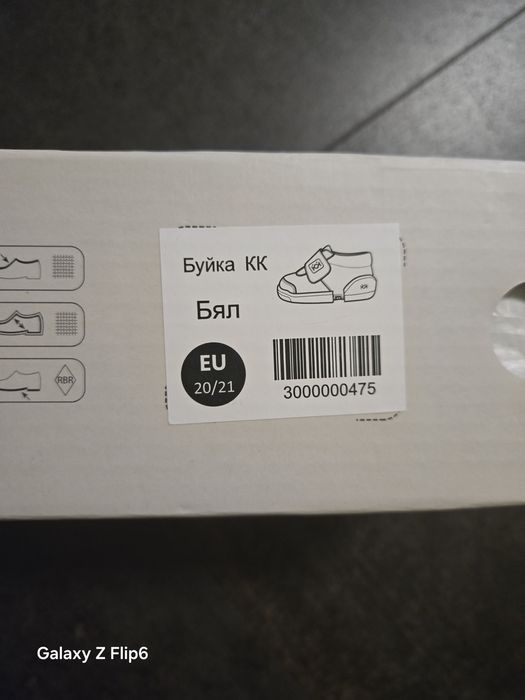 Буйка КК
Бял
EU
20/21
3000000475
RBR
Galaxy Z Flip6